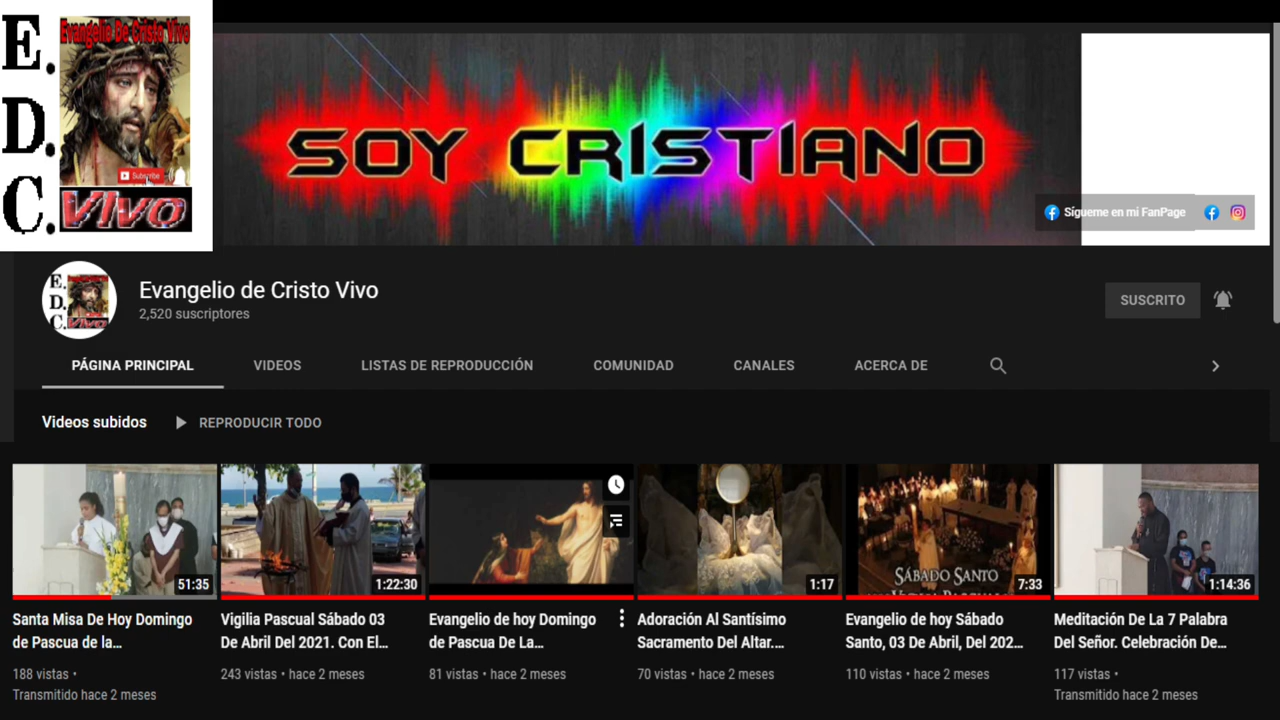 E.
D.
C.
Evangelio De Cristo Vivo
Subscribe
Vivo
SOY CRISTIANO
Sígueme en mi FanPage
E.
D.
C.
Vivo
Evangelio de Cristo Vivo
2,520 suscriptores
SUSCRITO
PÁGINA PRINCIPAL
VIDEOS
LISTAS DE REPRODUCCIÓN
COMUNIDAD
CANALES
ACERCA DE
Videos subidos
REPRODUCIR TODO
51:35
Santa Misa De Hoy Domingo
de Pascua de la...
188 vistas •
Transmitido hace 2 meses
1:22:30
Vigilia Pascual Sábado 03
De Abril Del 2021. Con El...
243 vistas • hace 2 meses
Evangelio de hoy Domingo
de Pascua De La...
81 vistas • hace 2 meses
1:17
Adoración Al Santísimo
Sacramento Del Altar....
70 vistas • hace 2 meses
SÁBADO SANTO
7:33
Evangelio de hoy Sábado
Santo, 03 De Abril, Del 202...
110 vistas • hace 2 meses
1:14:36
Meditación De La 7 Palabra
Del Señor. Celebración De...
117 vistas •
Transmitido hace 2 meses